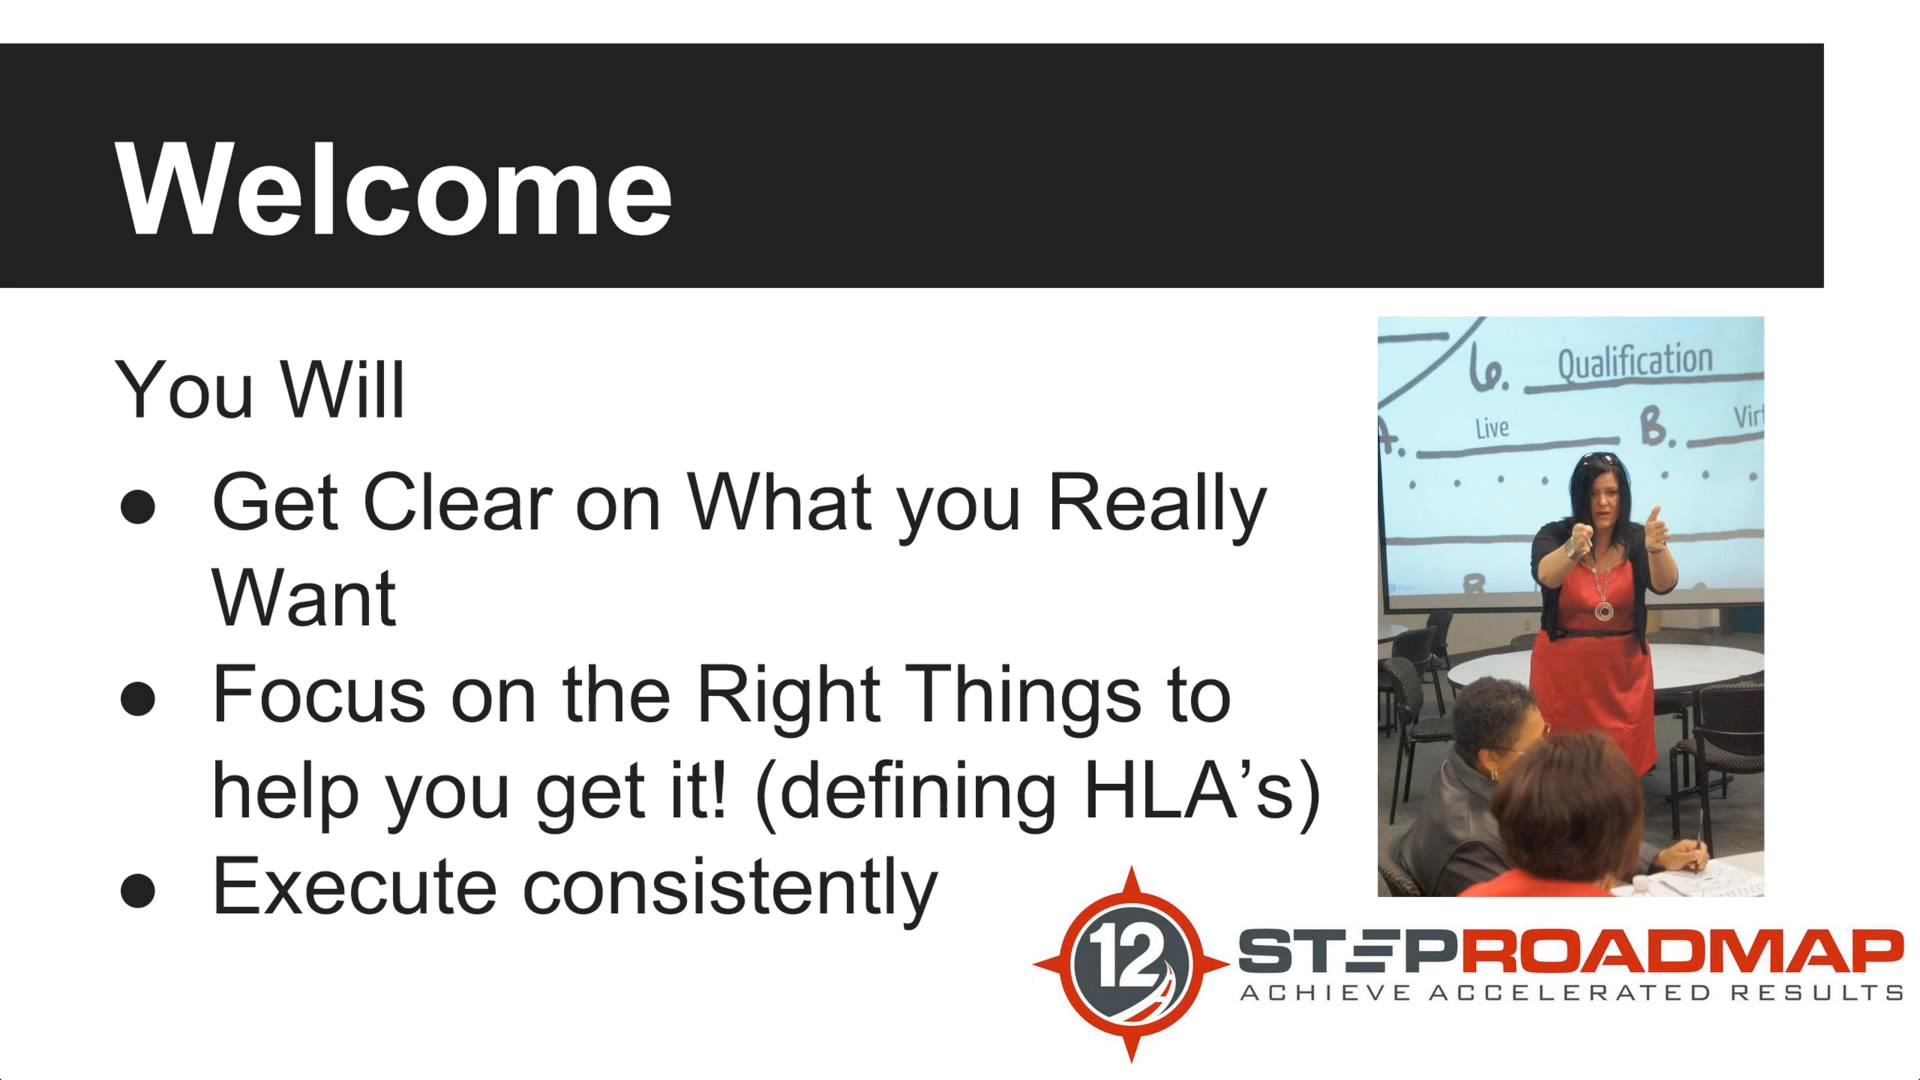 Welcome
You Will
● Get Clear on What you Really
Want
● Focus on the Right Things to
help you get it! (defining HLA’s)
● Execute consistently
6. Qualification
Live
B.
12
STEPROADMAP
ACHIEVE ACCELERATED RESULTS